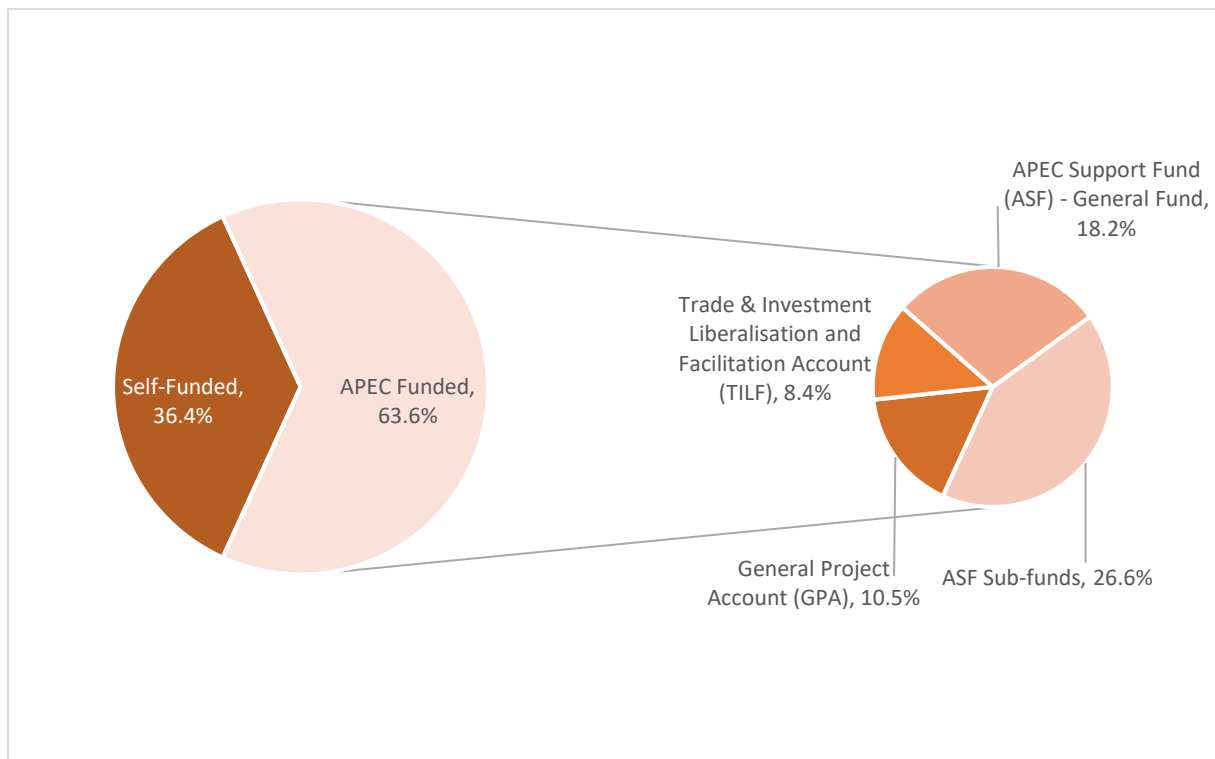 APEC Support Fund
(ASF) - General Fund,
18.2%
Trade & Investment
Liberalisation and
Facilitation Account
(TILF), 8.4%
Self-Funded,
36.4%
APEC Funded,
63.6%
General Project
Account (GPA), 10.5%
ASF Sub-funds, 26.6%